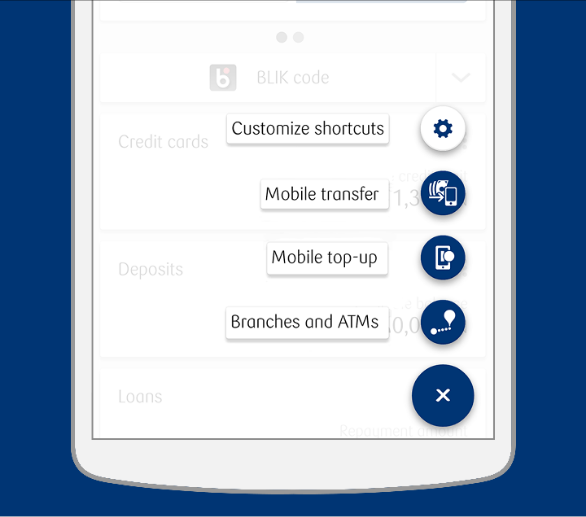 BLIK code
Customize shortcuts
Credit cards
Mobile transfer
1,3
Mobile top-up
Deposits
Branches and ATMs
0,0
Loans
Repayment amount